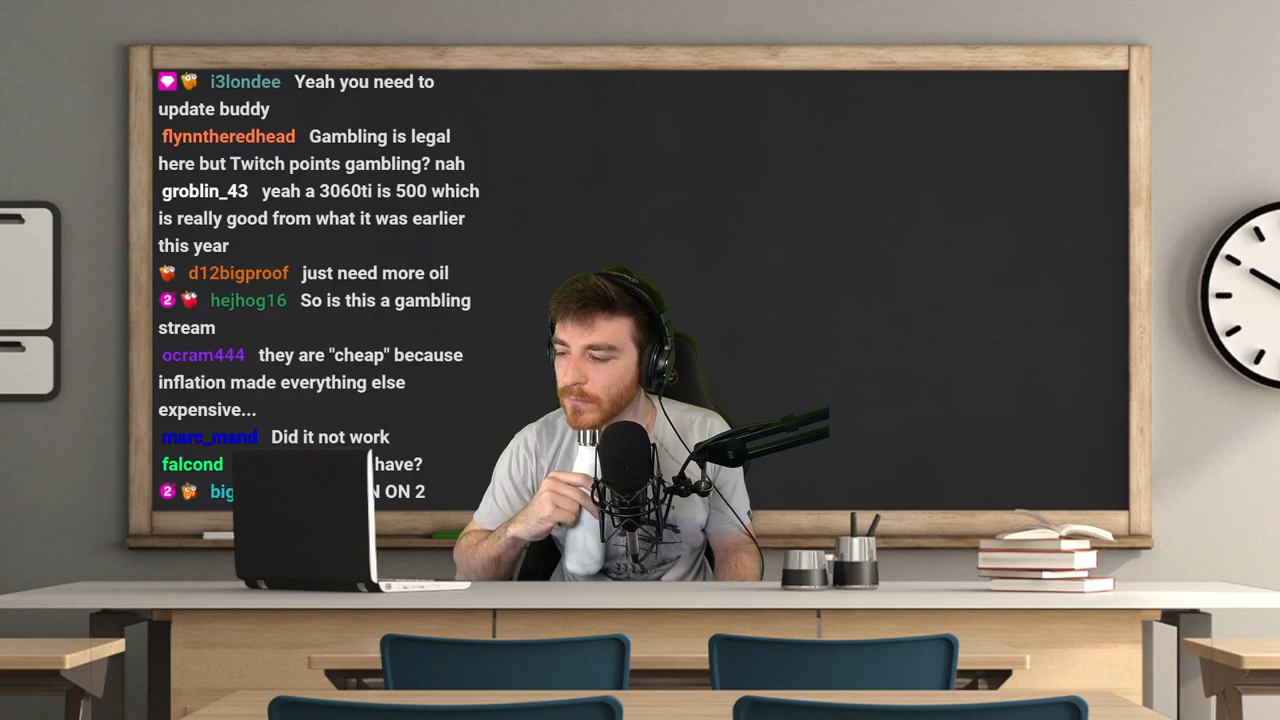 i3londee Yeah you need to
update buddy
flynntheredhead Gambling is legal
here but Twitch points gambling? nah
groblin_43 yeah a 3060ti is 500 which
is really good from what it was earlier
this year
d12bigproof just need more oil
2 hejhog16 So is this a gambling
stream
ocram444 they are "cheap" because
inflation made everything else
expensive...
marc_mand Did it not work
falcond have?
2 big N ON 2